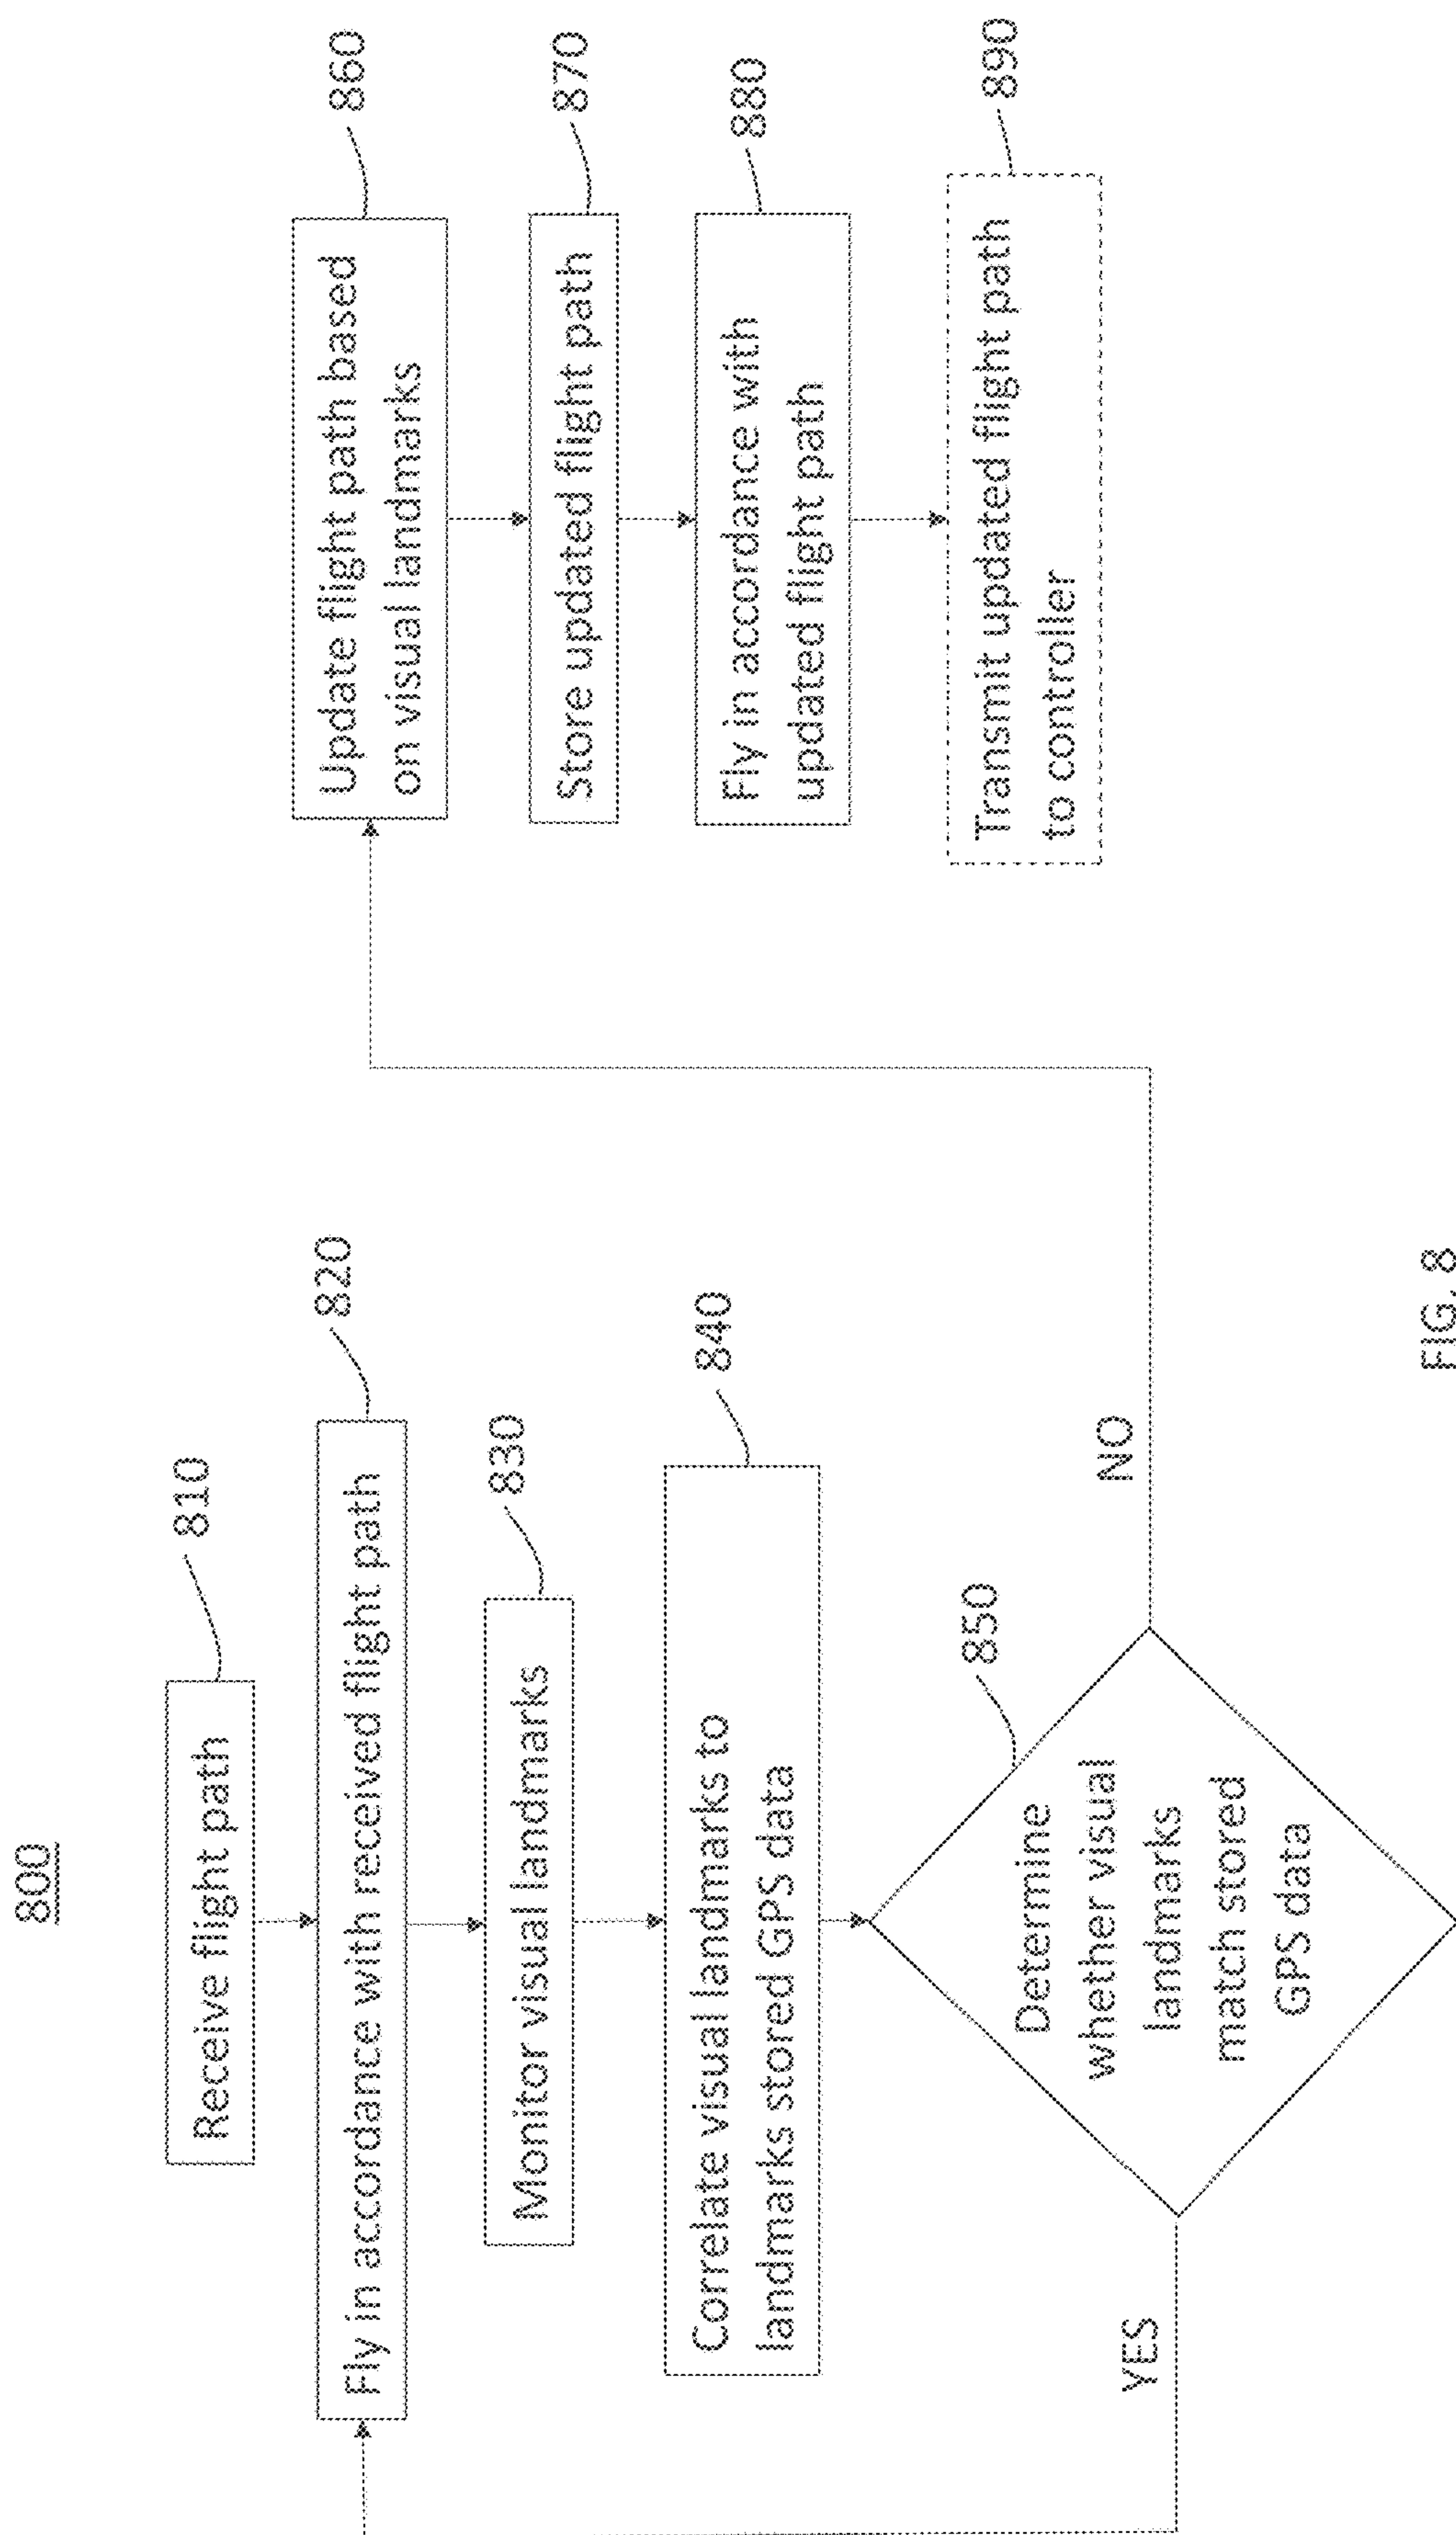 800
Receive flight path
810
Fly in accordance with received flight path
820
Monitor visual landmarks
830
Correlate visual landmarks to
landmarks stored GPS data
840
Determine
whether visual
landmarks
match stored
GPS data
850
YES
NO
Update flight path based
on visual landmarks
860
Store updated flight path
870
Fly in accordance with
updated flight path
880
Transmit updated flight path
to controller
890
FIG. 8